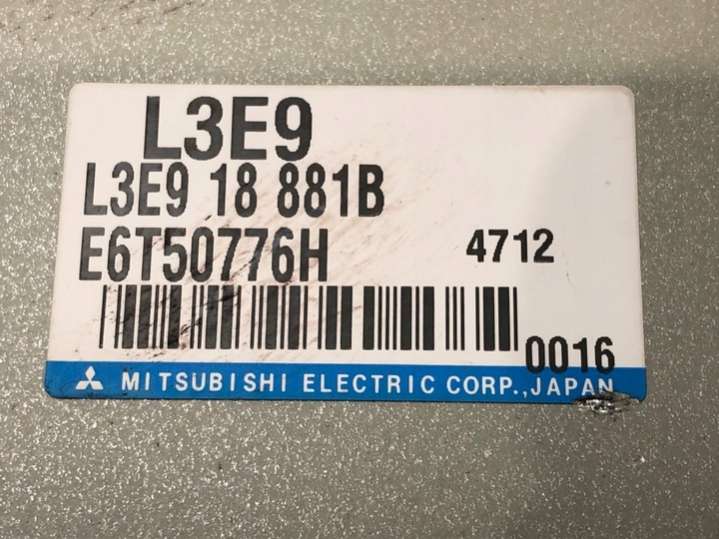 L3E9
L3E9 18 881B
E6T50776H 4712
0016
MITSUBISHI ELECTRIC CORP.,JAPAN